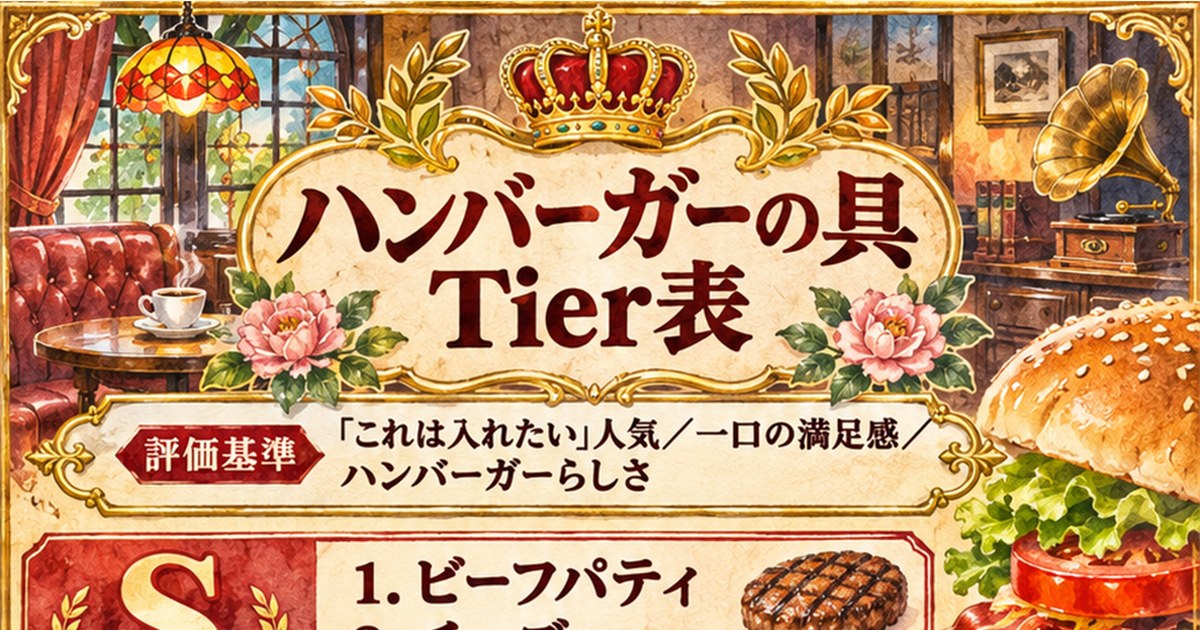 ハンバーガーの具
Tier表
評価基準
「これは入れたい」人気／一口の満足感／
ハンバーガーらしさ
S
1. ビーフパティ